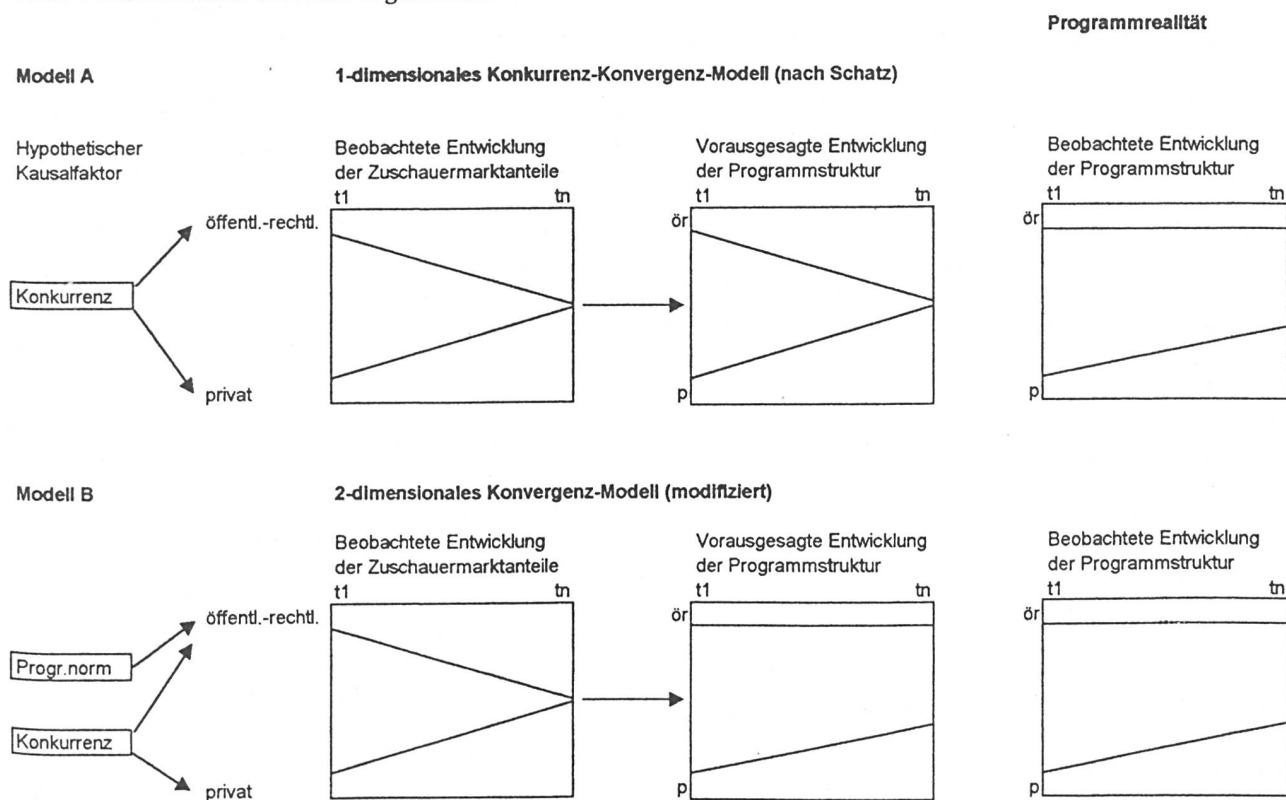 Programmrealität
Modell A
1-dimensionales Konkurrenz-Konvergenz-Modell (nach Schatz)
Hypothetischer
Kausalfaktor
Beobachtete Entwicklung
der Zuschauermarktanteile
Vorausgesagte Entwicklung
der Programmstruktur
Beobachtete Entwicklung
der Programmstruktur
t1 tn
t1 tn
t1 tn
öffentl.-rechtl.
ör
ör
Konkurrenz
privat
p
p
Modell B
2-dimensionales Konvergenz-Modell (modifiziert)
Beobachtete Entwicklung
der Zuschauermarktanteile
Vorausgesagte Entwicklung
der Programmstruktur
Beobachtete Entwicklung
der Programmstruktur
t1 tn
t1 tn
t1 tn
öffentl.-rechtl.
ör
ör
Progr.norm
Konkurrenz
privat
p
p